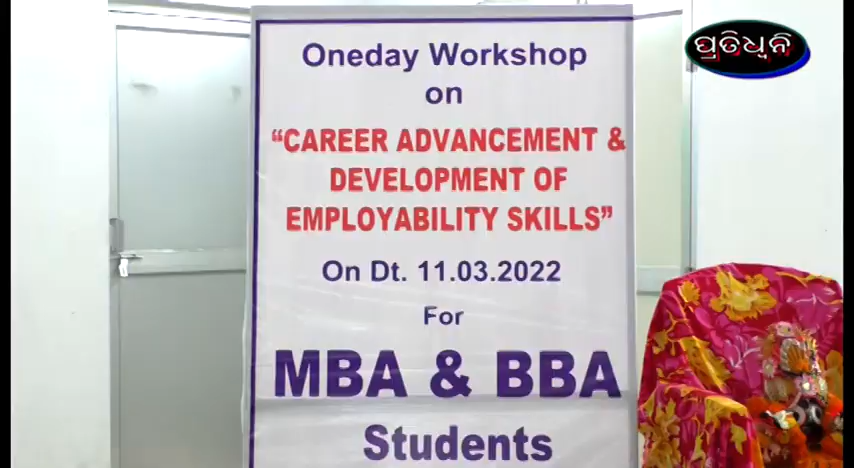 ପ୍ରତିଧ୍ୱନି
Oneday Workshop
on
“CAREER ADVANCEMENT &
DEVELOPMENT OF
EMPLOYABILITY SKILLS”
On Dt. 11.03.2022
For
MBA & BBA
Students